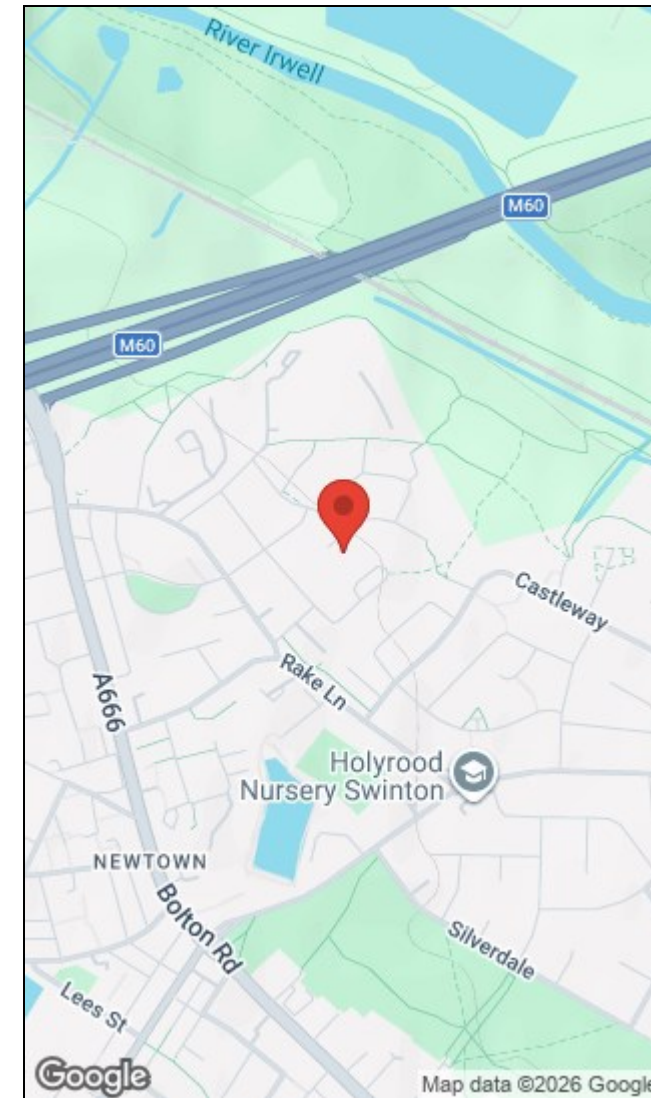 River Irwell
M60
M60
Castleway
A666
Rake Ln
Holyrood
Nursery Swinton
NEWTOWN
Bolton Rd
Silverdale
Lees St
Google
Map data ©2026 Google